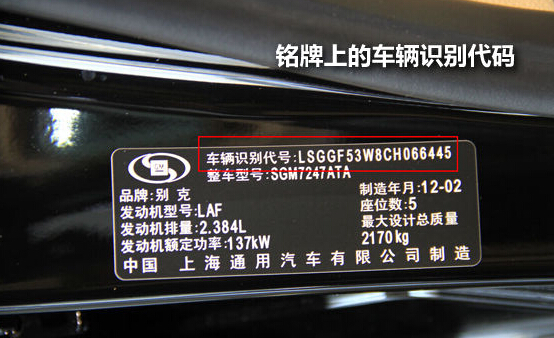 铭牌上的车辆识别代码
车辆识别代号:LSGGF53W8CH066445
整车型号:SGM7247ATA
品牌:别克 制造年月:12-02
发动机型号:LAF 座位数:5
发动机排量:2.384L 最大设计总质量
发动机额定功率:137kW 2170kg
中国 上海通用汽车有限公司制造
GM